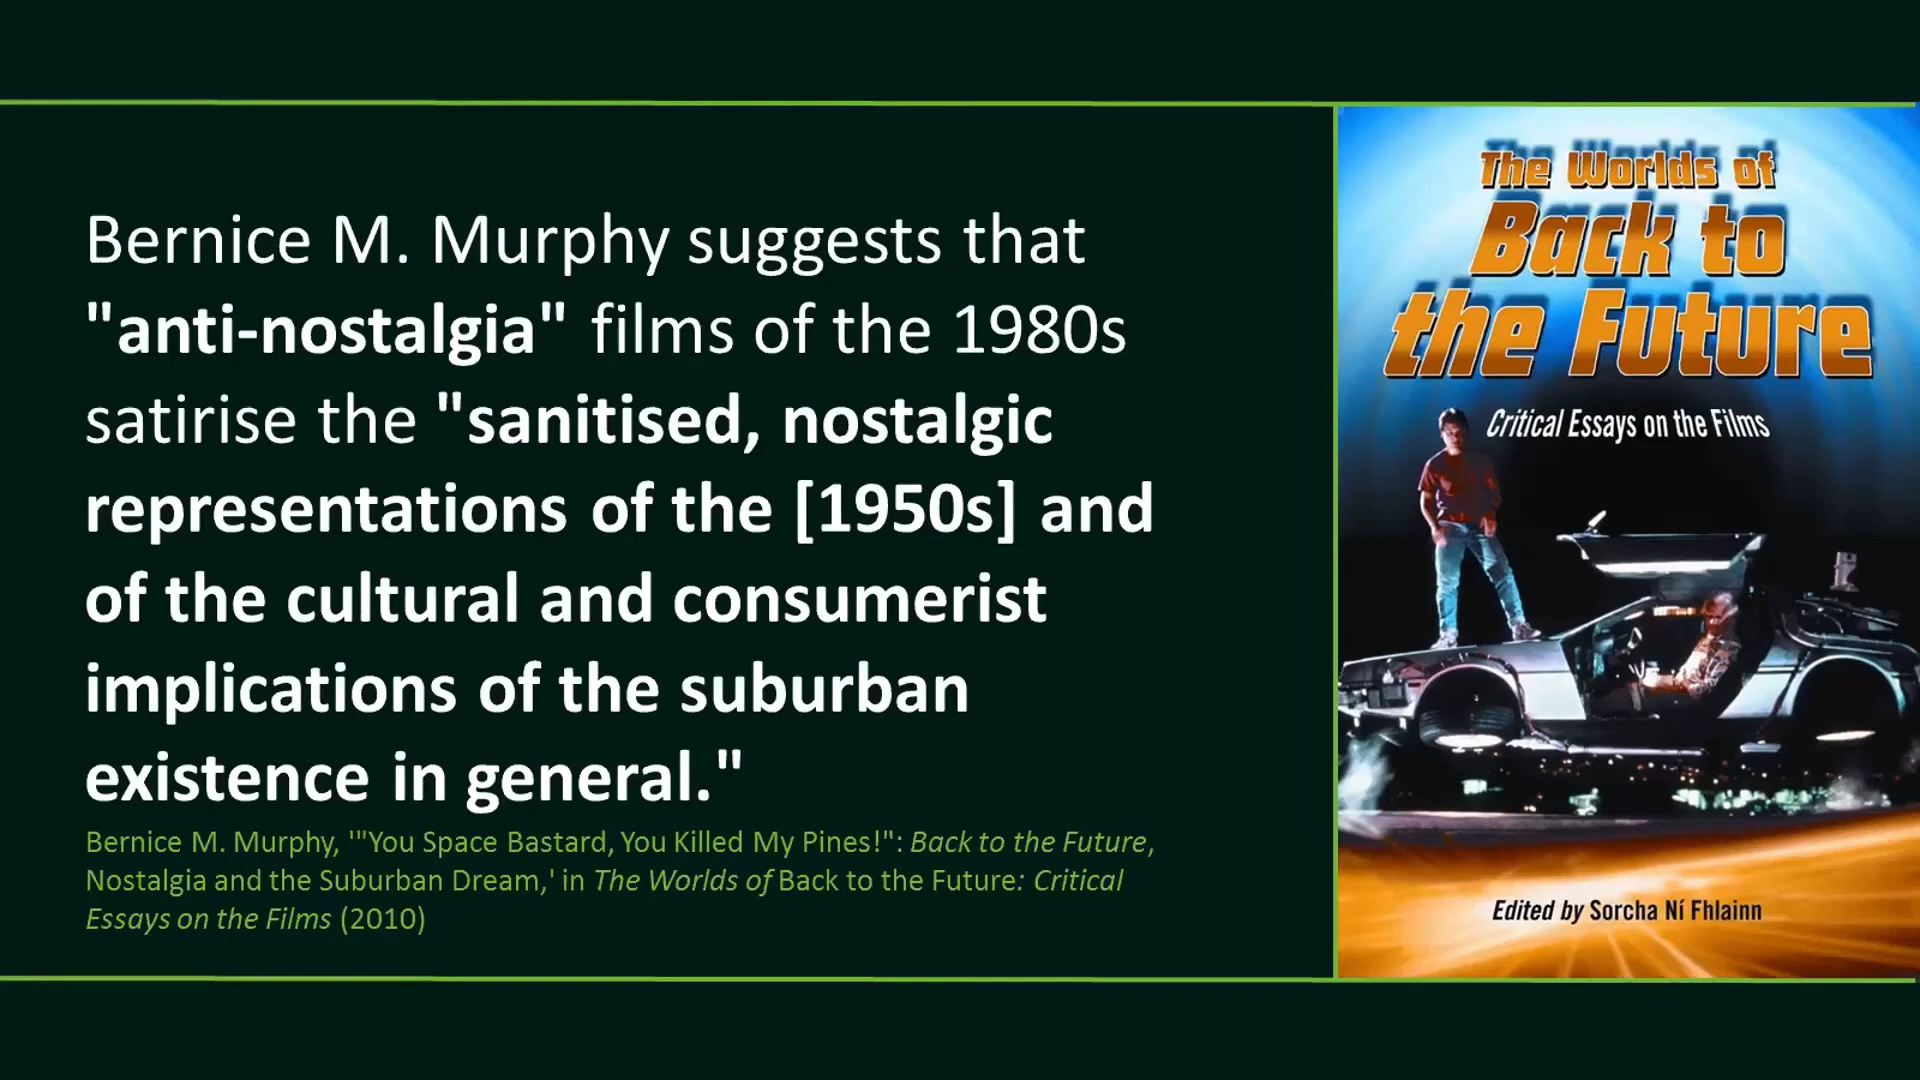 Bernice M. Murphy suggests that
"anti-nostalgia" films of the 1980s
satirise the "sanitised, nostalgic
representations of the [1950s] and
of the cultural and consumerist
implications of the suburban
existence in general."
Bernice M. Murphy, '"You Space Bastard, You Killed My Pines!": Back to the Future,
Nostalgia and the Suburban Dream,' in The Worlds of Back to the Future: Critical
Essays on the Films (2010)
The Worlds of
Back to
the Future
Critical Essays on the Films
Edited by Sorcha Ní Fhlainn